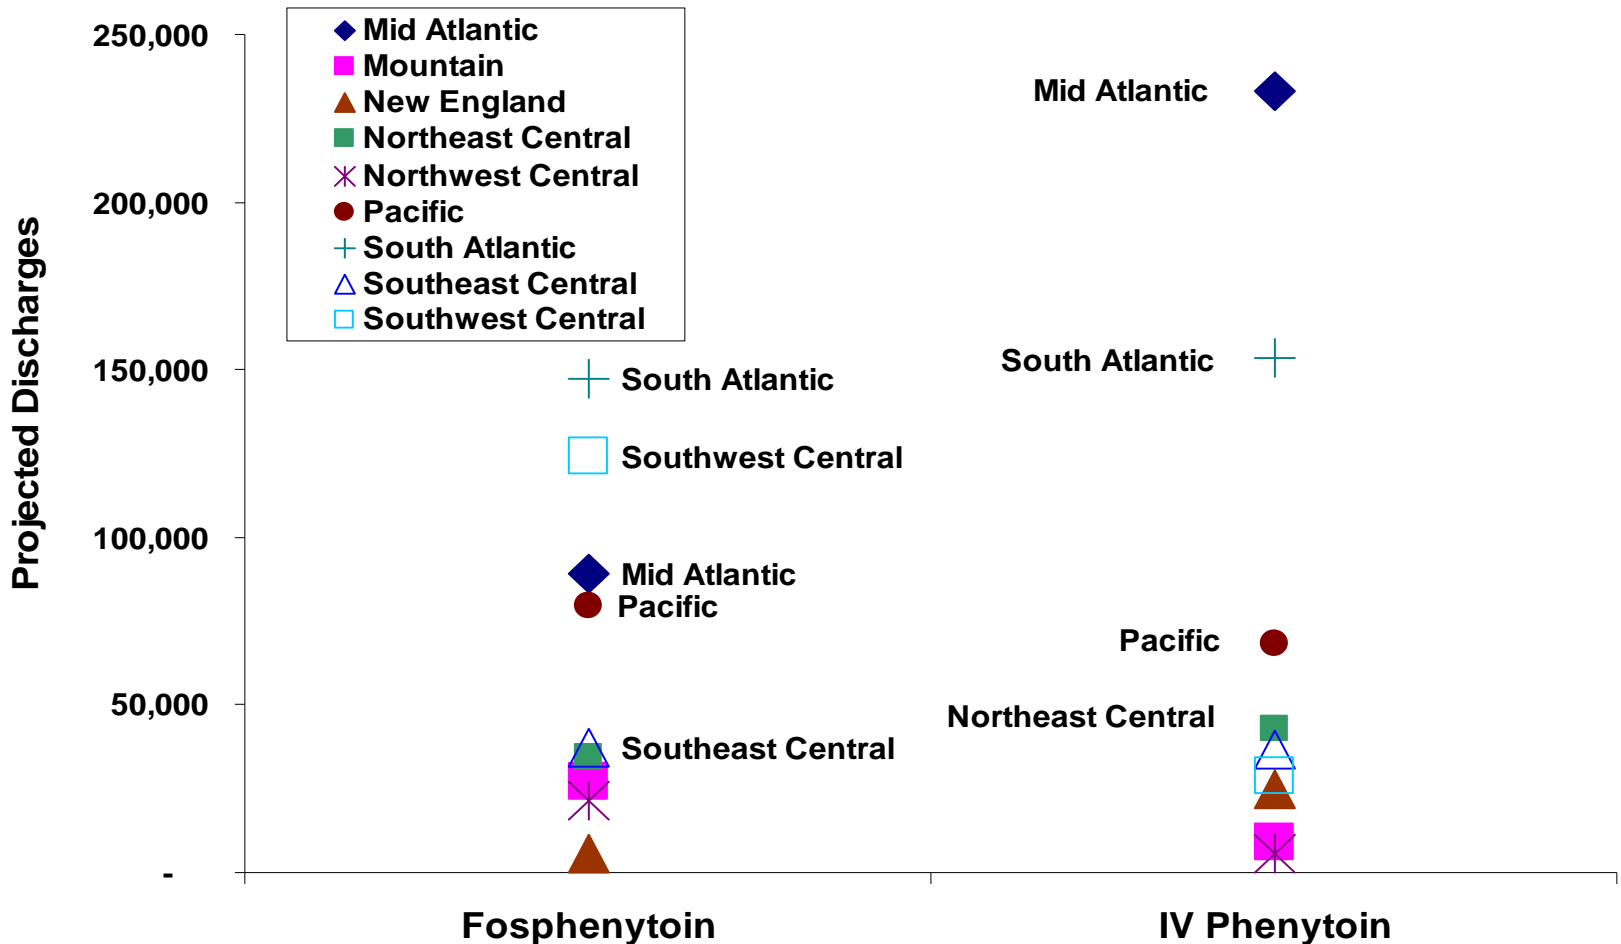 250,000
200,000
150,000
100,000
50,000
-
Projected Discharges
Mid Atlantic
Mountain
New England
Northeast Central
Northwest Central
Pacific
South Atlantic
Southeast Central
Southwest Central
South Atlantic
Southwest Central
Mid Atlantic
Pacific
Southeast Central
Mid Atlantic
South Atlantic
Pacific
Northeast Central
Fosphenytoin
IV Phenytoin